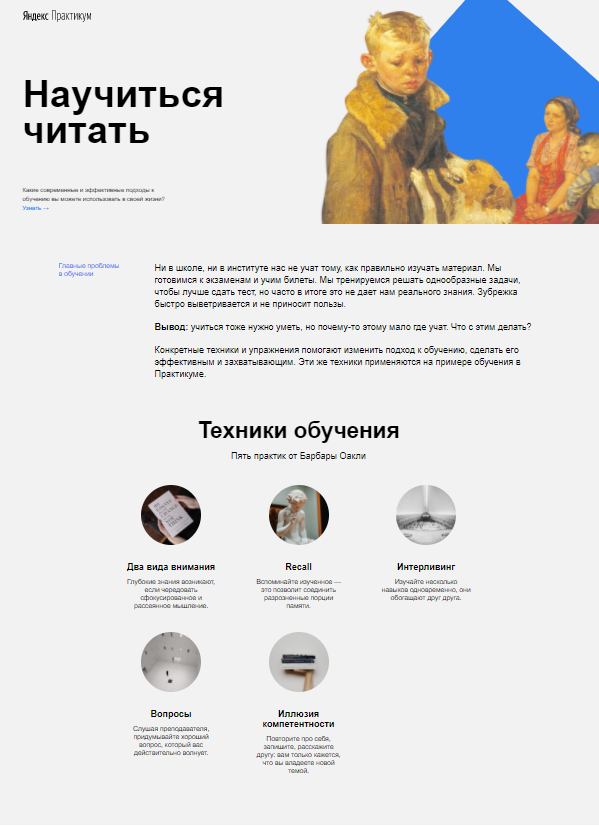 Яндекс Практикум
Научиться
читать
Какие современные и эффективные подходы к
обучению вы можете использовать в своей жизни?
Узнать →
Главные проблемы
в обучении
Ни в школе, ни в институте нас не учат тому, как правильно изучать материал. Мы
готовимся к экзаменам и учим билеты. Мы тренируемся решать однообразные задачи,
чтобы лучше сдать тест, но часто в итоге это не дает нам реального знания. Зубрежка
быстро выветривается и не приносит пользы.
Вывод: учиться тоже нужно уметь, но почему-то этому мало где учат. Что с этим делать?
Конкретные техники и упражнения помогают изменить подход к обучению, сделать его
эффективным и захватывающим. Эти же техники применяются на примере обучения в
Практикуме.
Техники обучения
Пять практик от Барбары Оакли
Два вида внимания
Глубокие знания возникают,
если чередовать
сфокусированное и
рассеянное мышление.
Recall
Вспоминайте изученное —
это позволит соединить
разрозненные порции
памяти.
Интерливинг
Изучайте несколько
навыков одновременно, они
обогащают друг друга.
Вопросы
Слушая преподавателя,
придумывайте хороший
вопрос, который вас
действительно волнует.
Иллюзия
компетентности
Повторите про себя,
запишите, расскажите
другу: вам только кажется,
что вы владеете новой
темой.